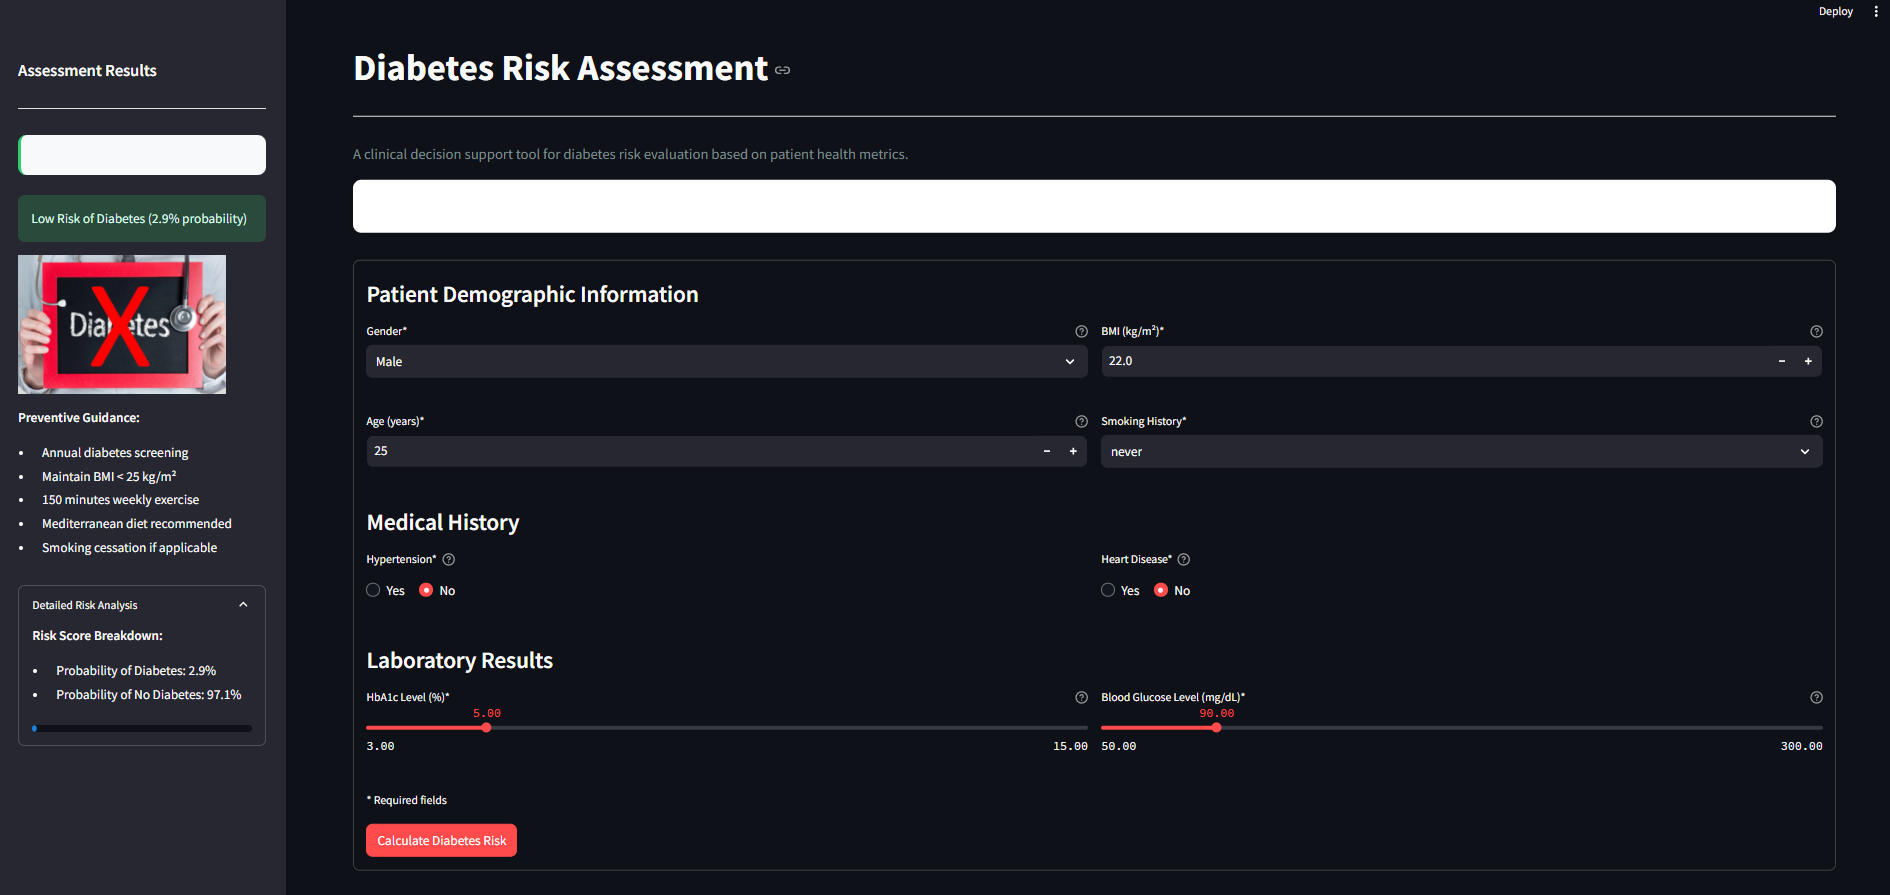 Deploy
Assessment Results
Low Risk of Diabetes (2.9% probability)
Diabetes
Preventive Guidance:
Annual diabetes screening
Maintain BMI < 25 kg/m²
150 minutes weekly exercise
Mediterranean diet recommended
Smoking cessation if applicable
Detailed Risk Analysis
Risk Score Breakdown:
Probability of Diabetes: 2.9%
Probability of No Diabetes: 97.1%
Diabetes Risk Assessment
A clinical decision support tool for diabetes risk evaluation based on patient health metrics.
Patient Demographic Information
Gender*
Male
BMI (kg/m²)*
22.0
Age (years)*
25
Smoking History*
never
Medical History
Hypertension*
Yes No
Heart Disease*
Yes No
Laboratory Results
HbA1c Level (%)*
5.00
3.00 15.00
Blood Glucose Level (mg/dL)*
90.00
50.00 300.00
* Required fields
Calculate Diabetes Risk